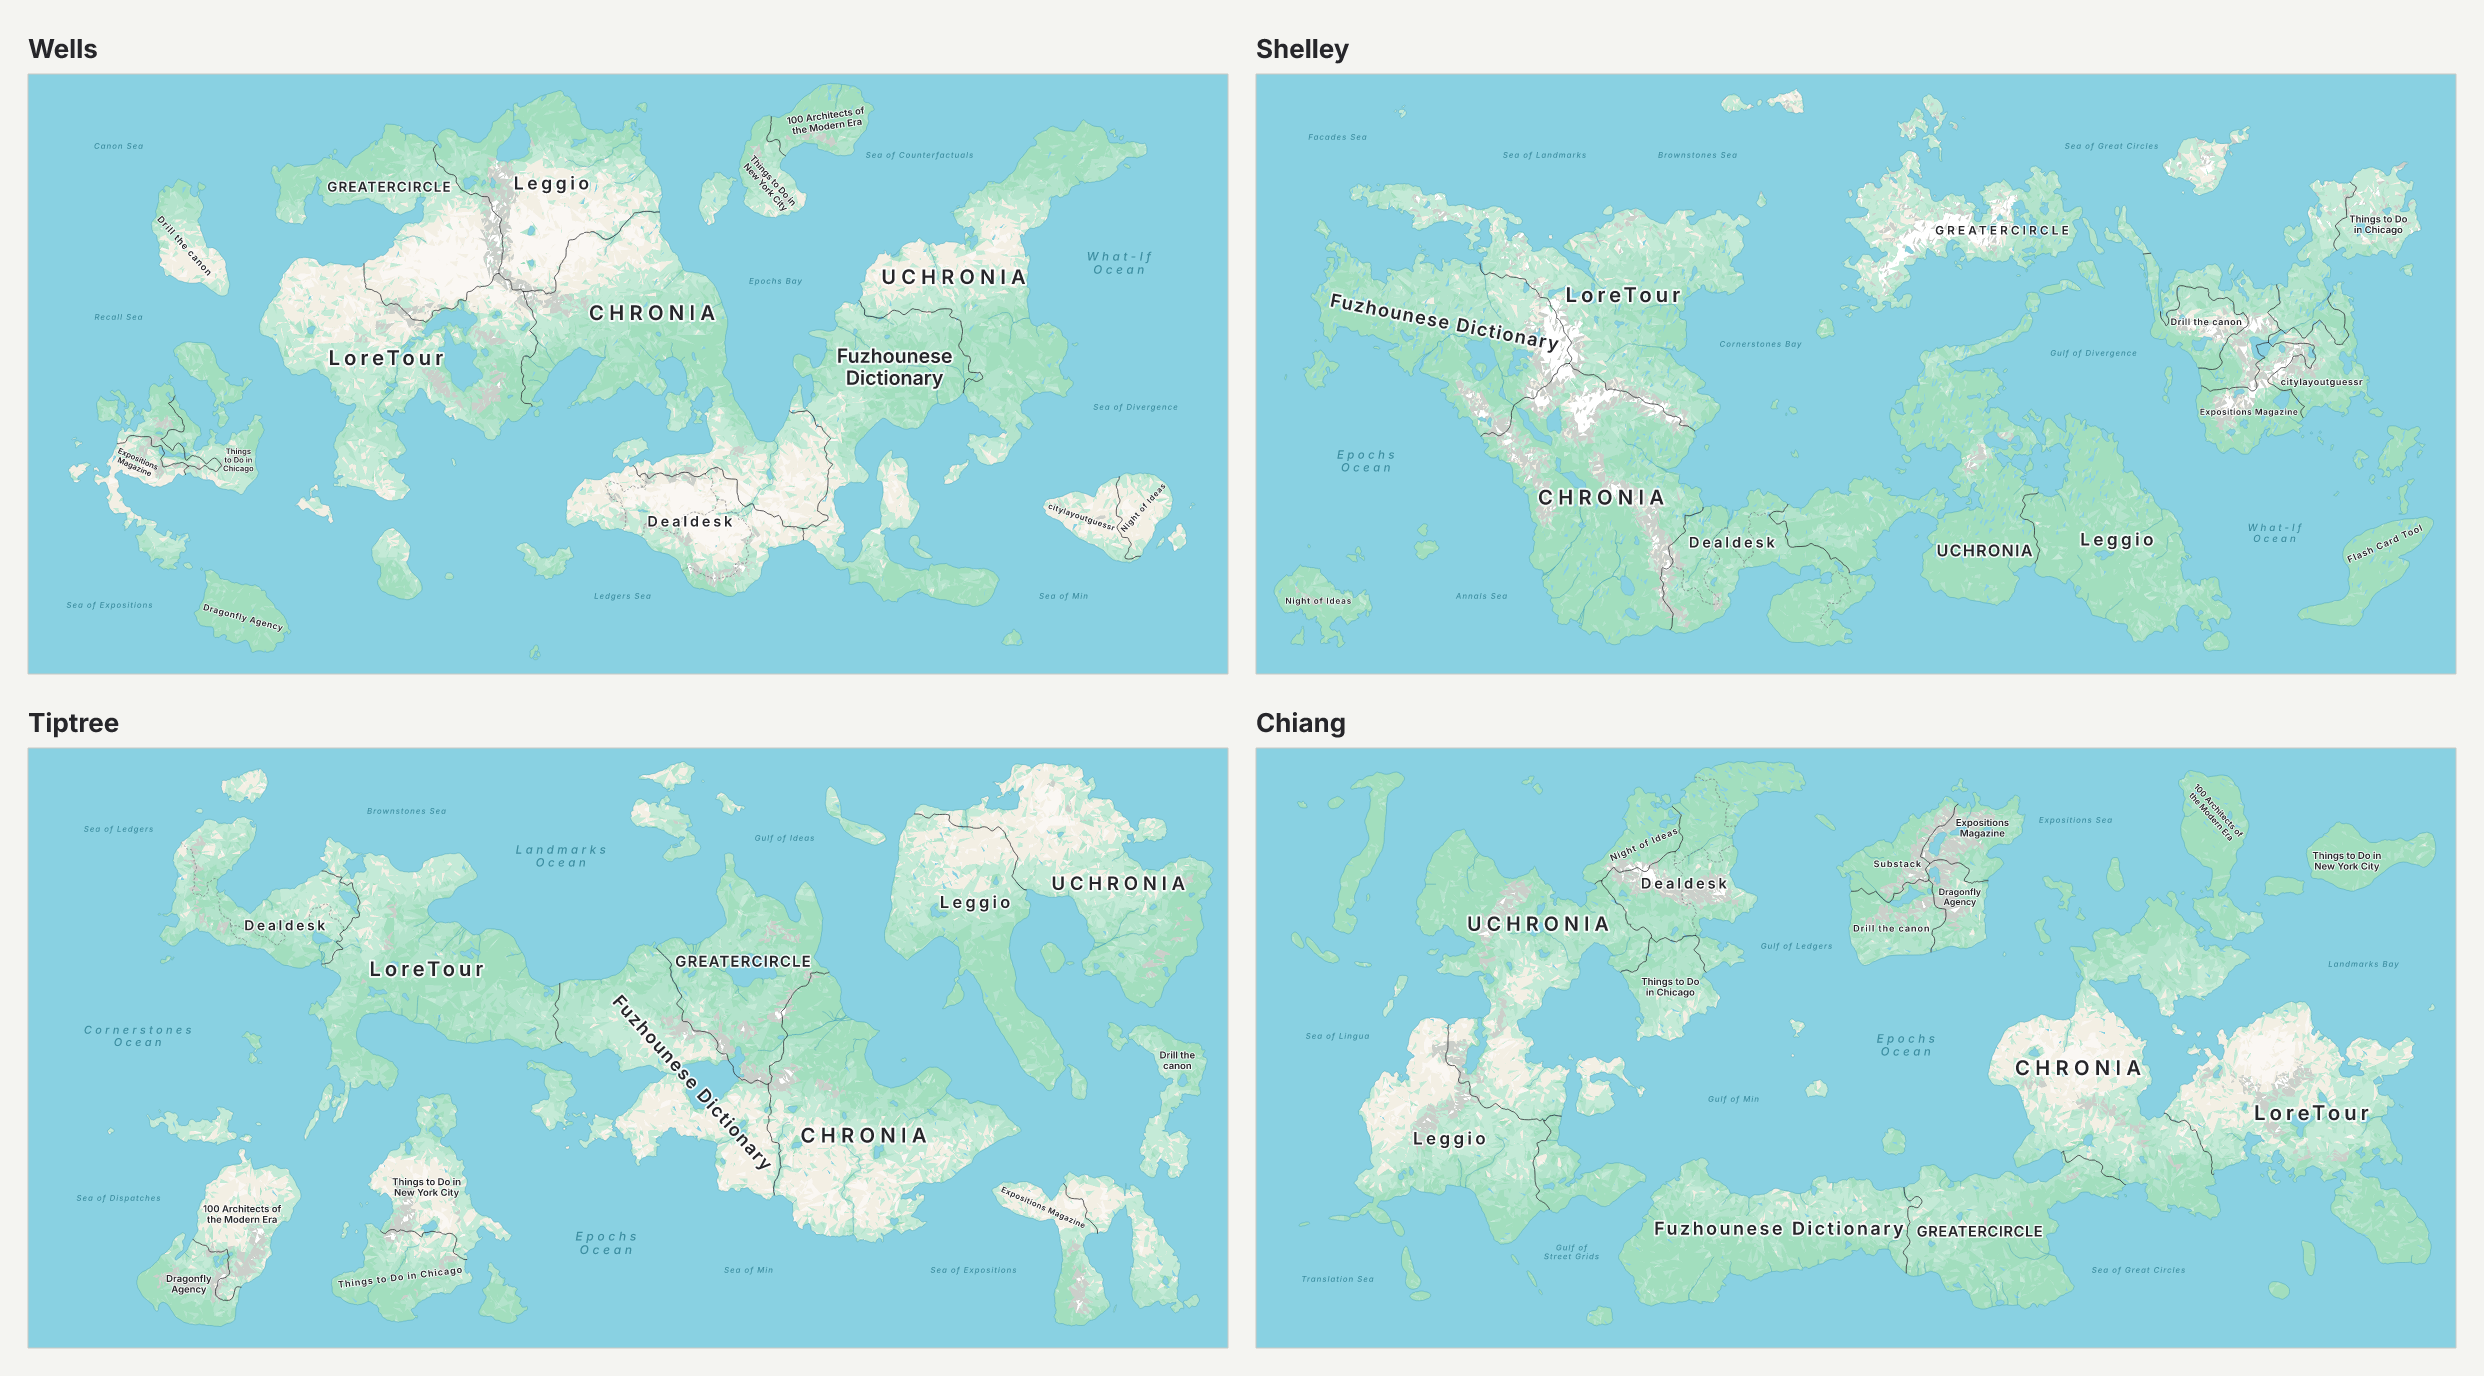 Wells
Canon Sea
100 Architects of
the Modern Era
Sea of Counterfactuals
GREATERCIRCLE
Leggio
Things to Do in
New York City
Drill the canon
What-If
Ocean
UCHRONIA
Epochs Bay
Recall Sea
CHRONIA
LoreTour
Fuzhounese
Dictionary
Sea of Divergence
Expositions
Magazine
Things
to Do in
Chicago
Dealdesk
citylayoutguessr
Night of Ideas
Ledgers Sea
Sea of Min
Sea of Expositions
Dragonfly Agency
Shelley
Facades Sea
Sea of Landmarks
Brownstones Sea
Sea of Great Circles
Things to Do
in Chicago
GREATERCIRCLE
LoreTour
Fuzhounese Dictionary
Drill the canon
Cornerstones Bay
Gulf of Divergence
citylayoutguessr
Expositions Magazine
Epochs
Ocean
CHRONIA
Dealdesk
UCHRONIA
Leggio
What-If
Ocean
Flash Card Tool
Night of Ideas
Annals Sea
Tiptree
Sea of Ledgers
Brownstones Sea
Landmarks
Ocean
Gulf of Ideas
UCHRONIA
Leggio
Dealdesk
LoreTour
GREATERCIRCLE
Cornerstones
Ocean
Fuzhounese Dictionary
Drill the
canon
CHRONIA
Sea of Dispatches
Things to Do in
New York City
100 Architects of
the Modern Era
Expositions Magazine
Epochs
Ocean
Sea of Min
Sea of Expositions
Dragonfly
Agency
Things to Do in Chicago
Chiang
100 Architects of
the Modern Era
Expositions
Magazine
Expositions Sea
Night of Ideas
Substack
Things to Do in
New York City
Dealdesk
Dragonfly
Agency
UCHRONIA
Drill the canon
Gulf of Ledgers
Landmarks Bay
Things to Do
in Chicago
Sea of Lingua
Epochs
Ocean
CHRONIA
Gulf of Min
LoreTour
Leggio
Fuzhounese Dictionary
GREATERCIRCLE
Gulf of
Street Grids
Translation Sea
Sea of Great Circles